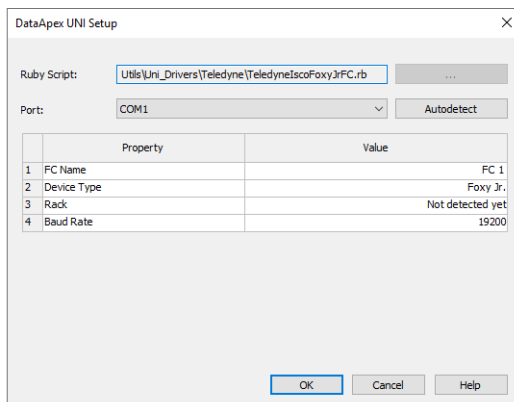 DataApex UNI Setup
Ruby Script: Utils\Uni_Drivers\Teledyne\TeledyneIscoFoxyJrFC.rb ...
Port: COM1 Autodetect
Property Value
1 FC Name FC 1
2 Device Type Foxy Jr.
3 Rack Not detected yet
4 Baud Rate 19200
OK Cancel Help